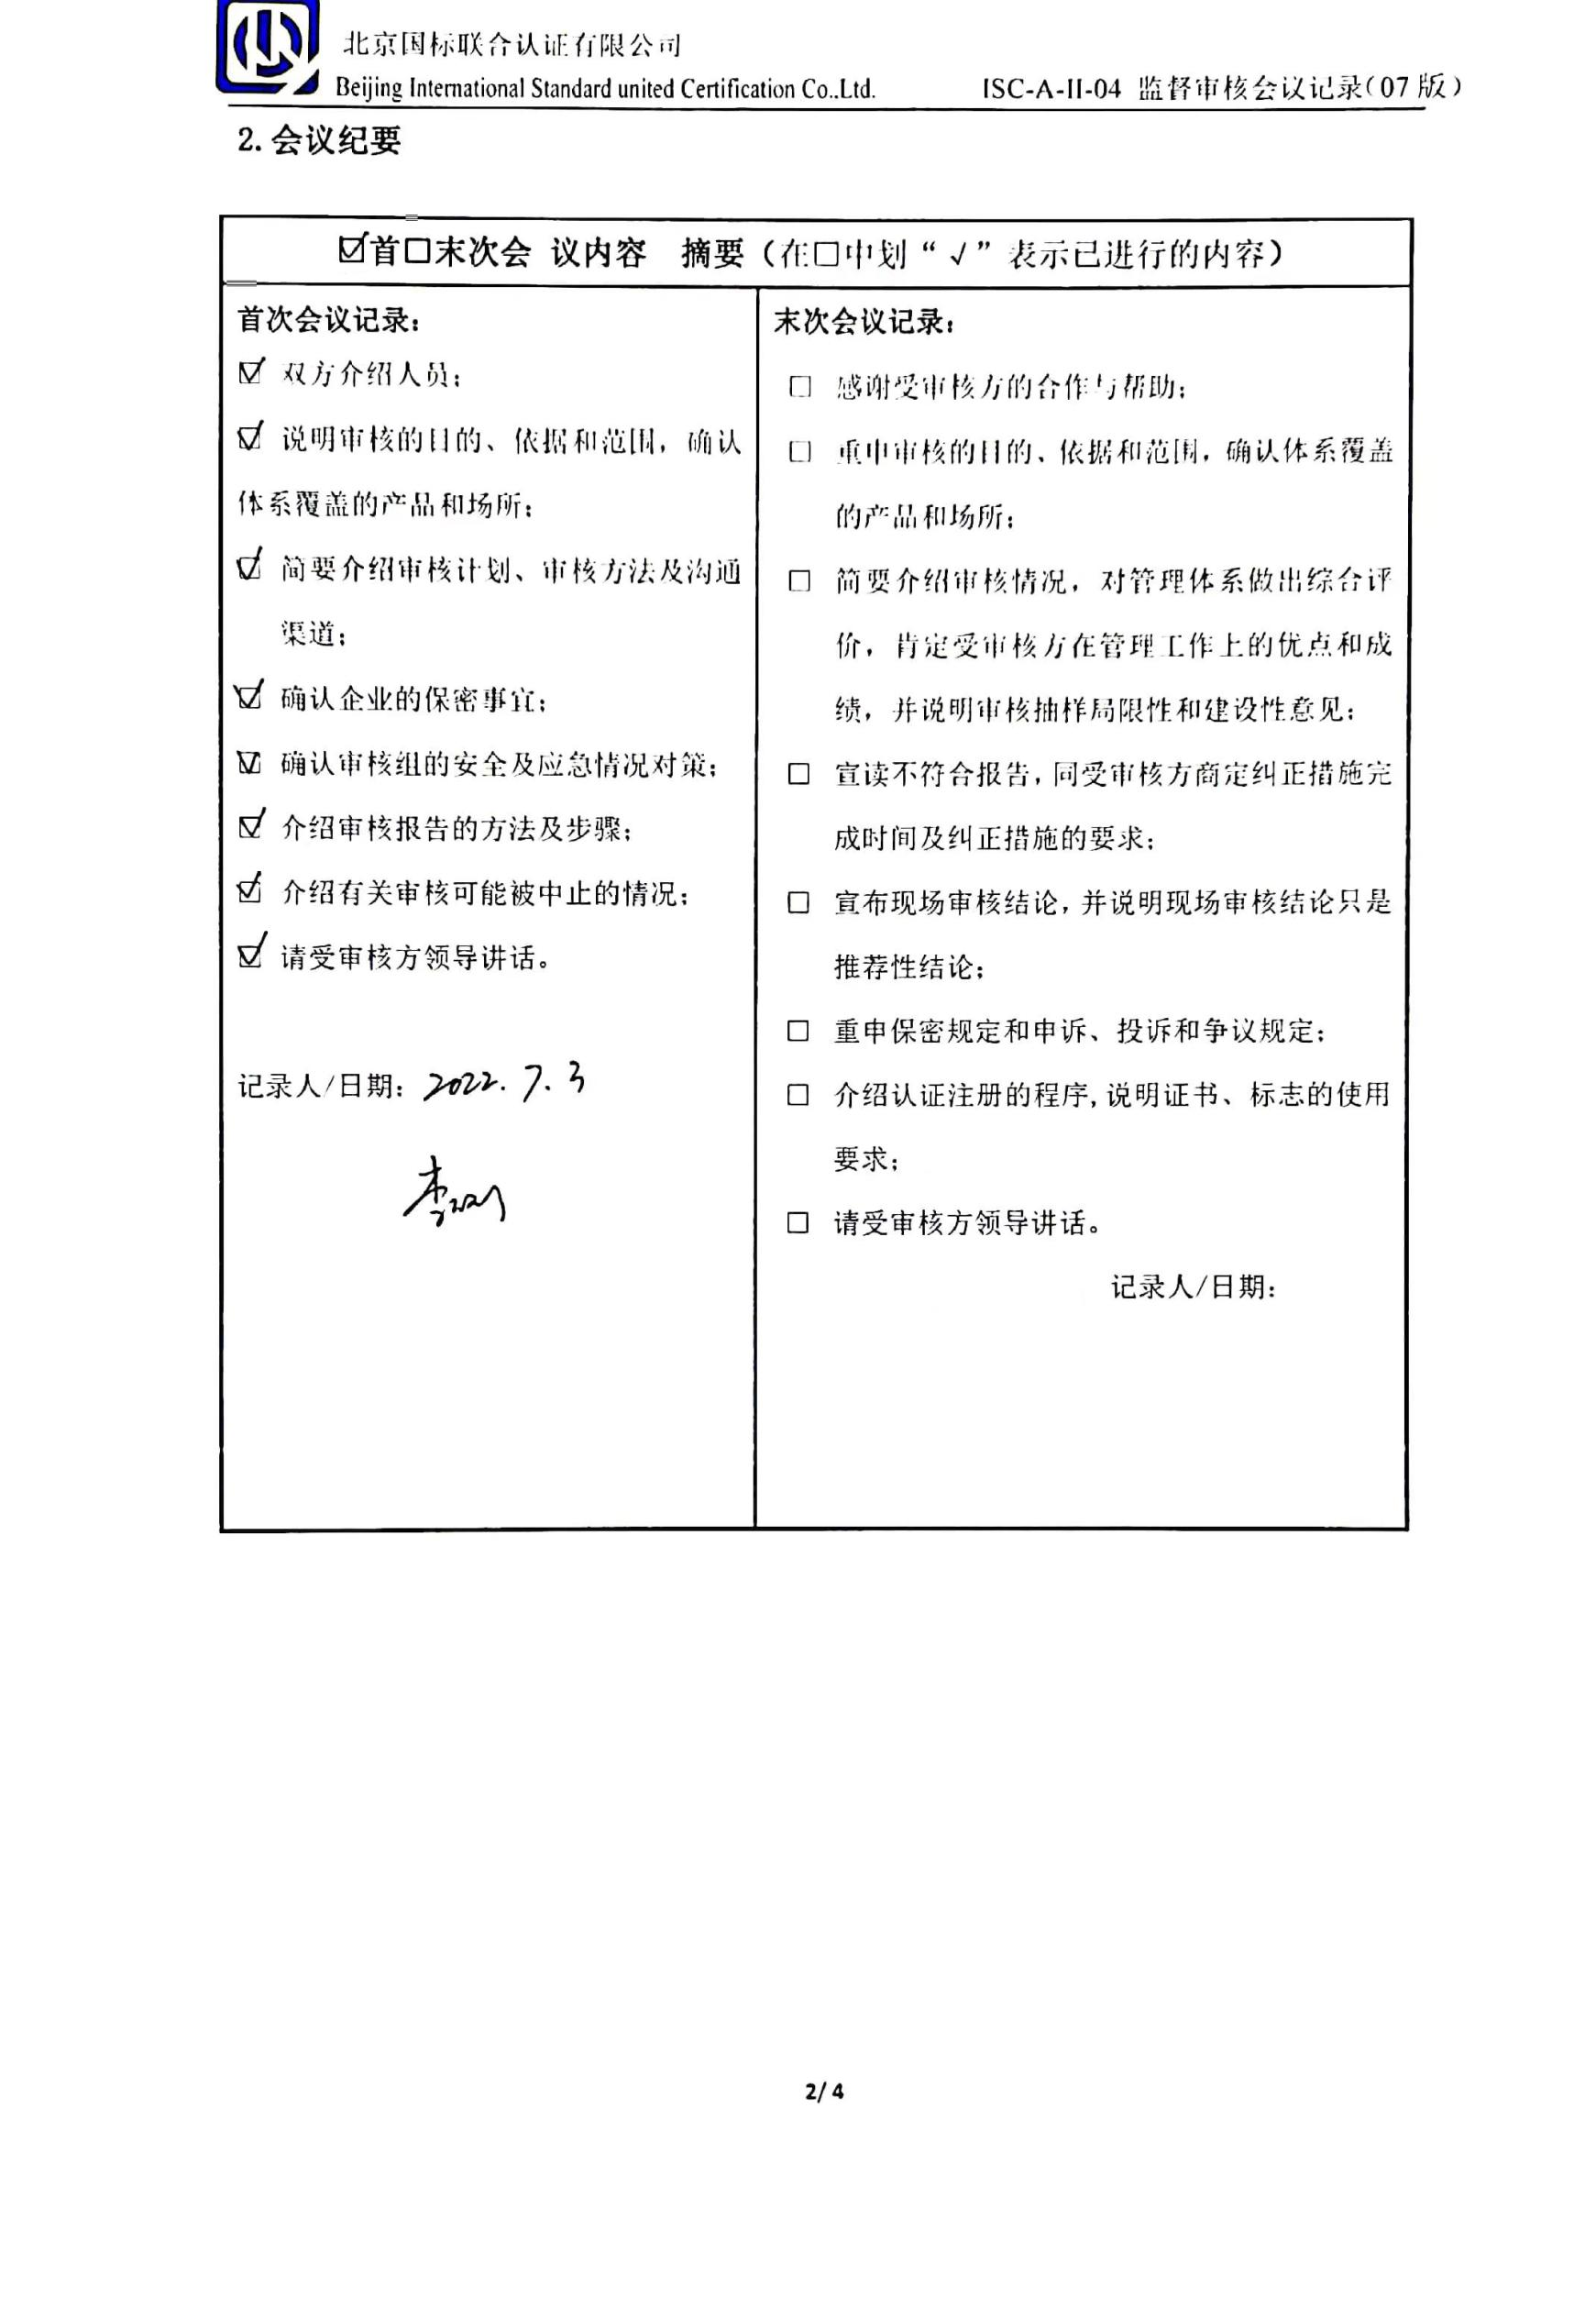 北京国标联合认证有限公司
Beijing International Standard united Certification Co.,Ltd.
ISC-A-II-04 监督审核会议记录(07版)
2.会议纪要
☑首☐末次会 议内容 摘要（在☐中划“√”表示已进行的内容）
首次会议记录：
☑ 双方介绍人员；
☑ 说明审核的目的、依据和范围，确认
体系覆盖的产品和场所；
☑ 简要介绍审核计划、审核方法及沟通
渠道；
☑ 确认企业的保密事宜；
☑ 确认审核组的安全及应急情况对策；
☑ 介绍审核报告的方法及步骤；
☑ 介绍有关审核可能被中止的情况；
☑ 请受审核方领导讲话。
记录人/日期：2022.7.3
末次会议记录：
☐ 感谢受审核方的合作与帮助；
☐ 重申审核的目的、依据和范围，确认体系覆盖
的产品和场所；
☐ 简要介绍审核情况，对管理体系做出综合评
价，肯定受审核方在管理工作上的优点和成
绩，并说明审核抽样局限性和建设性意见；
☐ 宣读不符合报告，同受审核方商定纠正措施完
成时间及纠正措施的要求；
☐ 宣布现场审核结论，并说明现场审核结论只是
推荐性结论；
☐ 重申保密规定和申诉、投诉和争议规定；
☐ 介绍认证注册的程序,说明证书、标志的使用
要求；
☐ 请受审核方领导讲话。
记录人/日期：
2/4